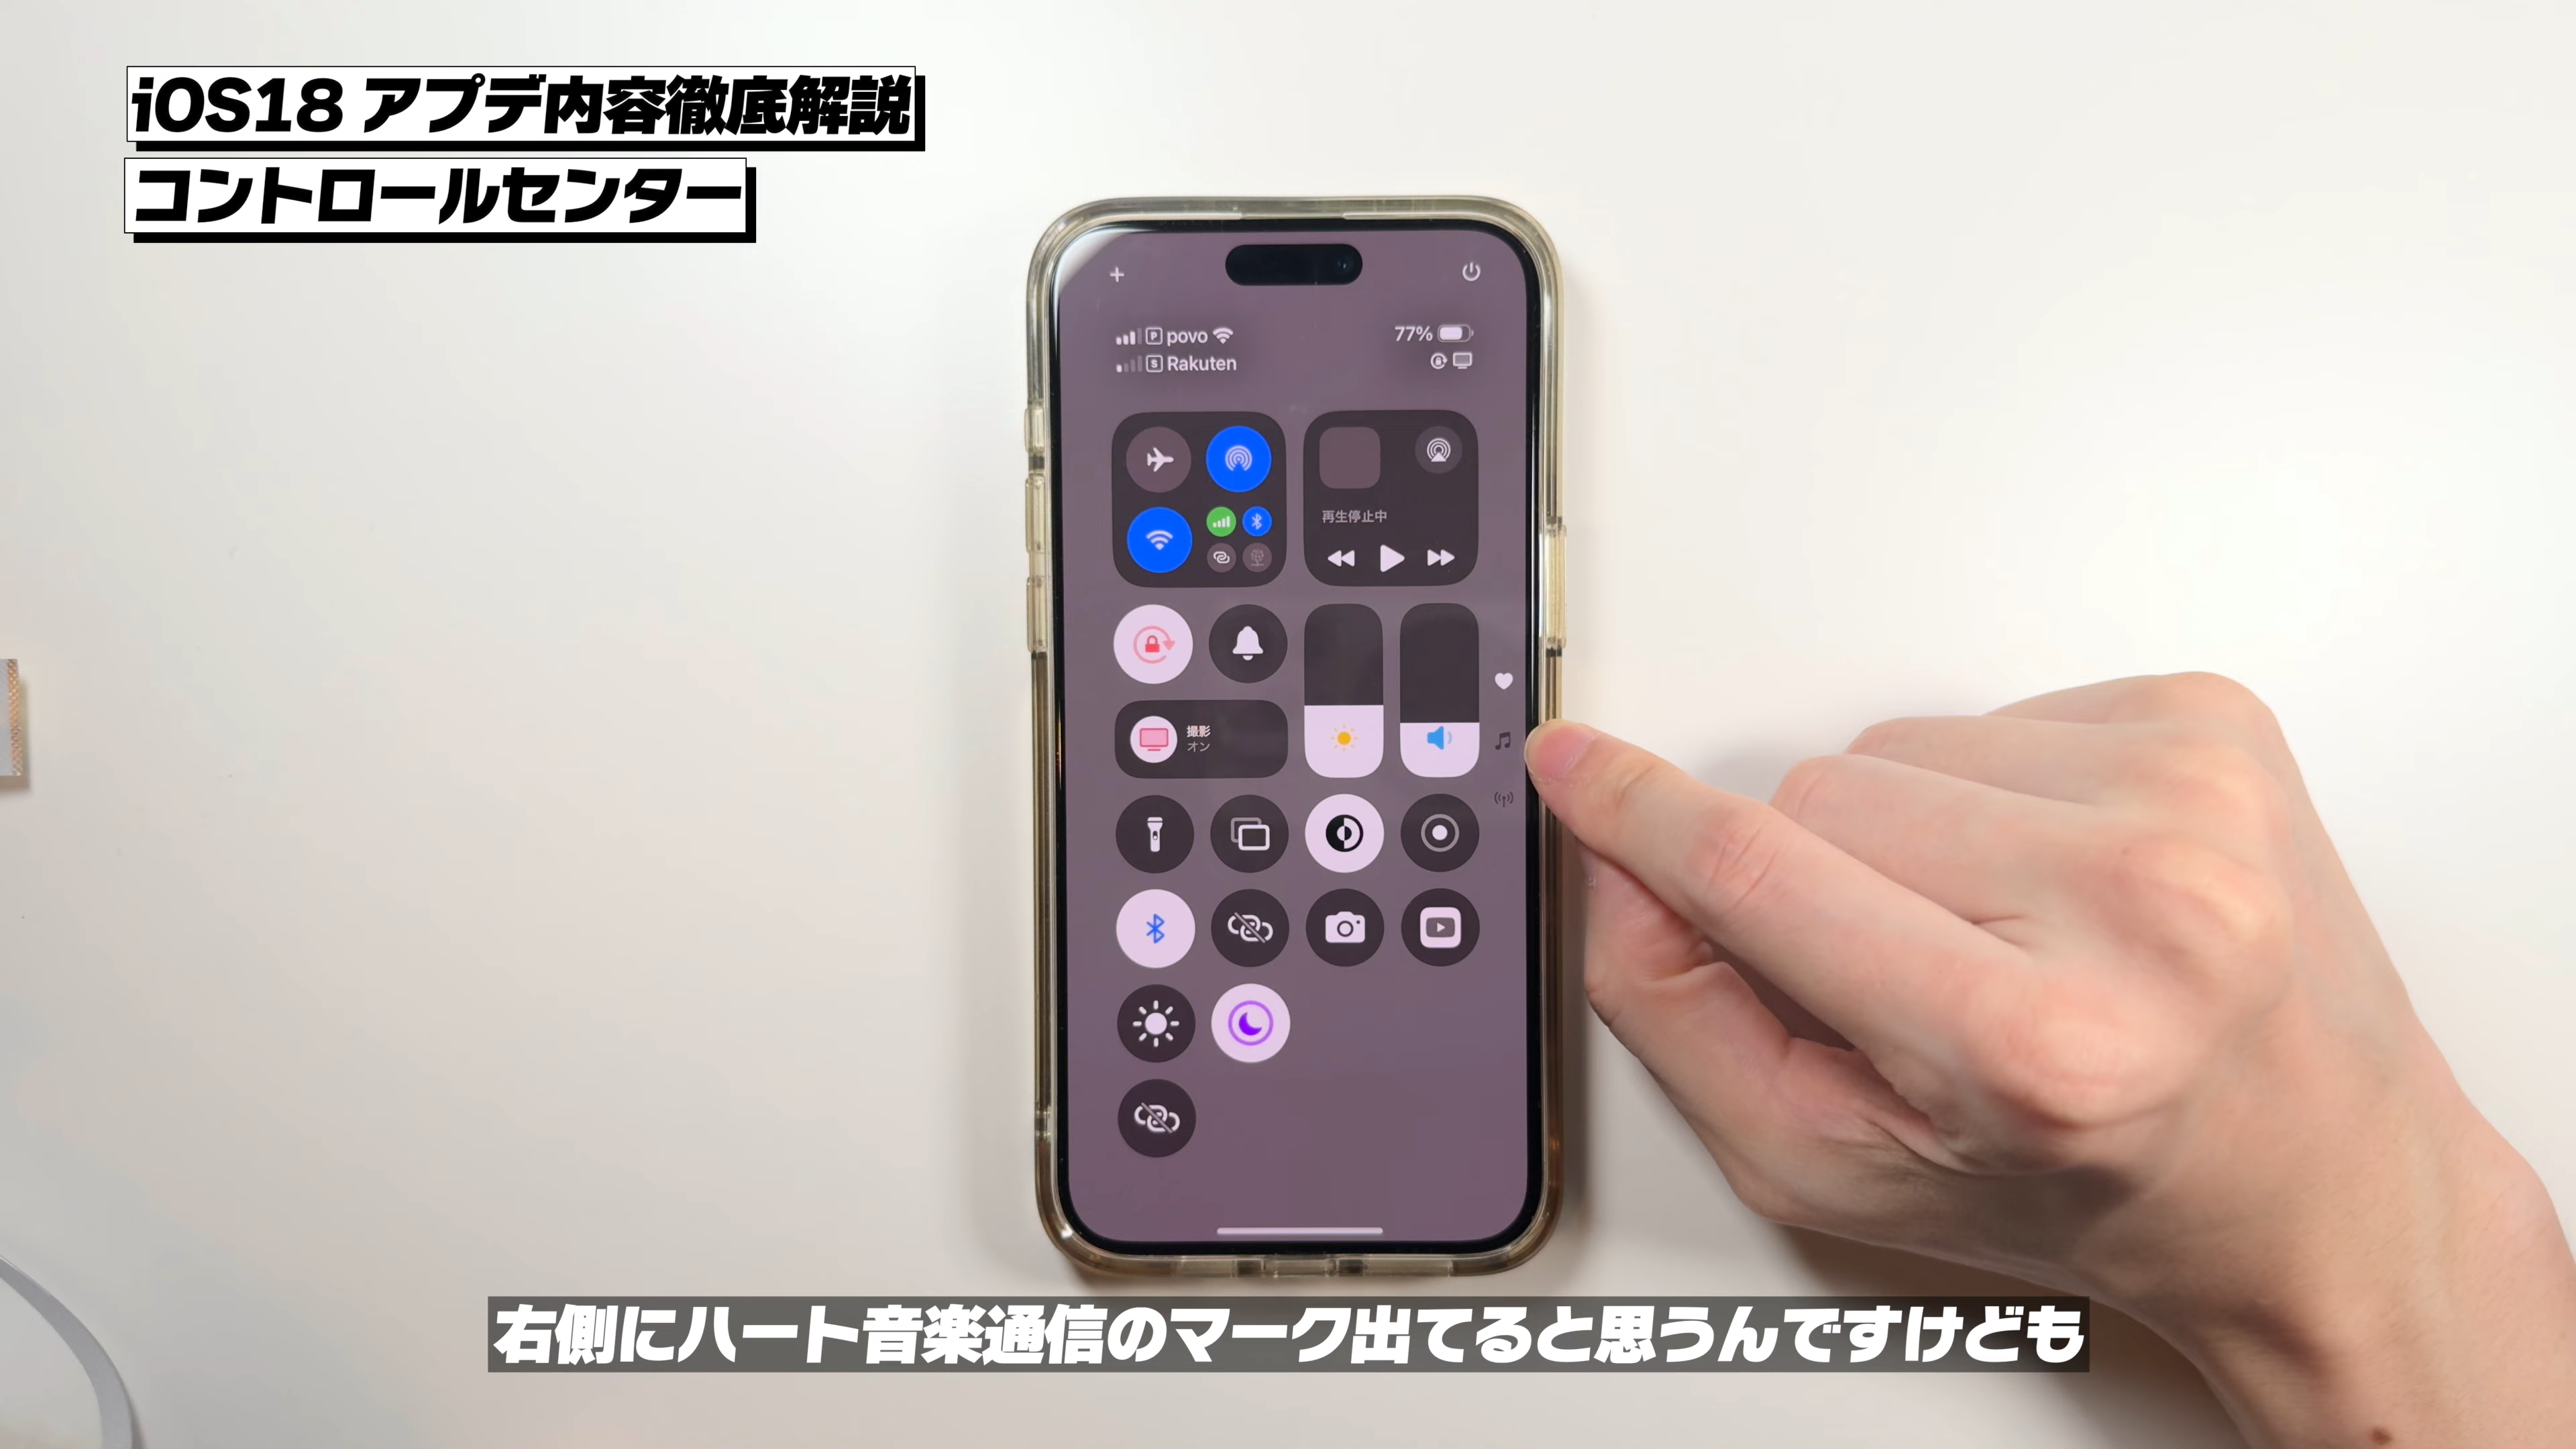 iOS18 アプデ内容徹底解説
コントロールセンター
P povo
77%
S Rakuten
再生停止中
撮影
オン
右側にハート音楽通信のマーク出てると思うんですけども